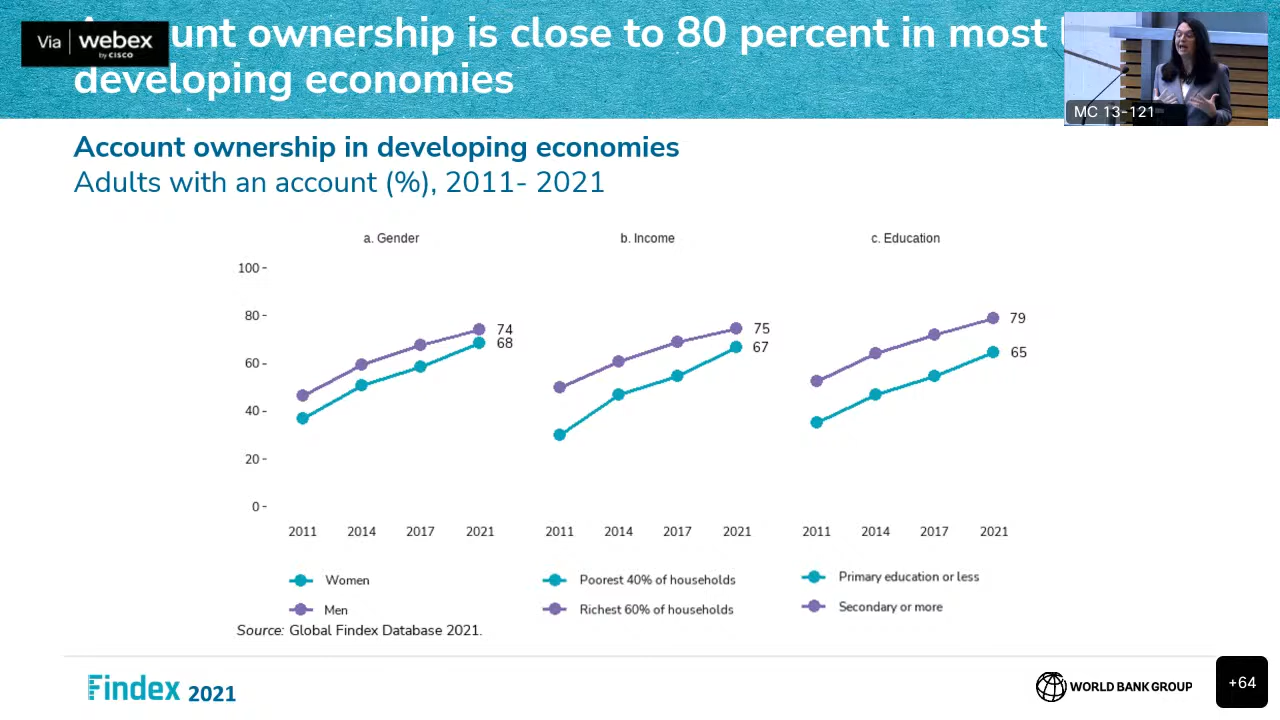 Via webex
by CISCO
unt ownership is close to 80 percent in most
developing economies
MC 13-121
Account ownership in developing economies
Adults with an account (%), 2011- 2021
a. Gender
b. Income
c. Education
100
80
60
40
20
0
74
68
75
67
79
65
2011 2014 2017 2021
2011 2014 2017 2021
2011 2014 2017 2021
Women
Men
Poorest 40% of households
Richest 60% of households
Primary education or less
Secondary or more
Source: Global Findex Database 2021.
Findex 2021
WORLD BANK GROUP
+64